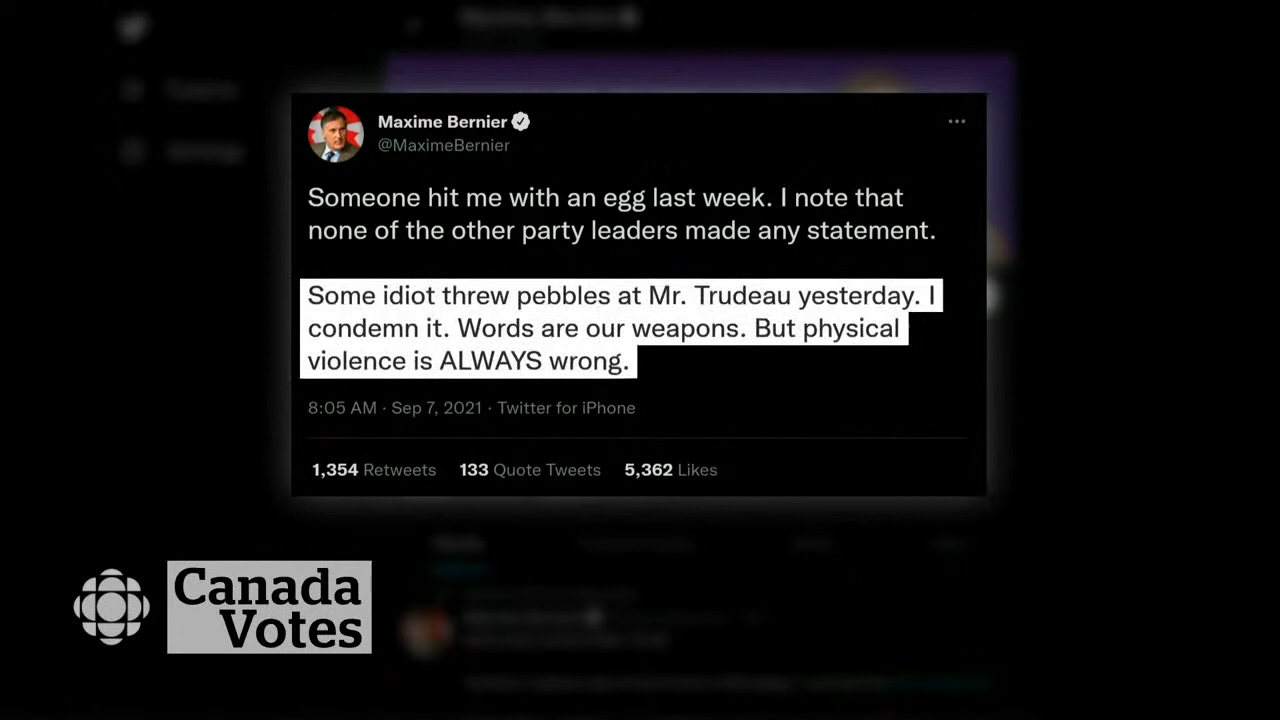 Maxime Bernier
@MaximeBernier
Someone hit me with an egg last week. I note that
none of the other party leaders made any statement.
Some idiot threw pebbles at Mr. Trudeau yesterday. I
condemn it. Words are our weapons. But physical
violence is ALWAYS wrong.
8:05 AM · Sep 7, 2021 · Twitter for iPhone
1,354 Retweets 133 Quote Tweets 5,362 Likes
Canada
Votes